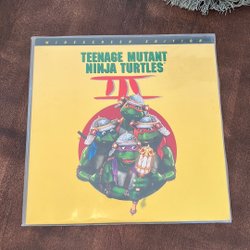 WIDESCREEN EDITION
TEENAGE MUTANT
NINJA TURTLES
III